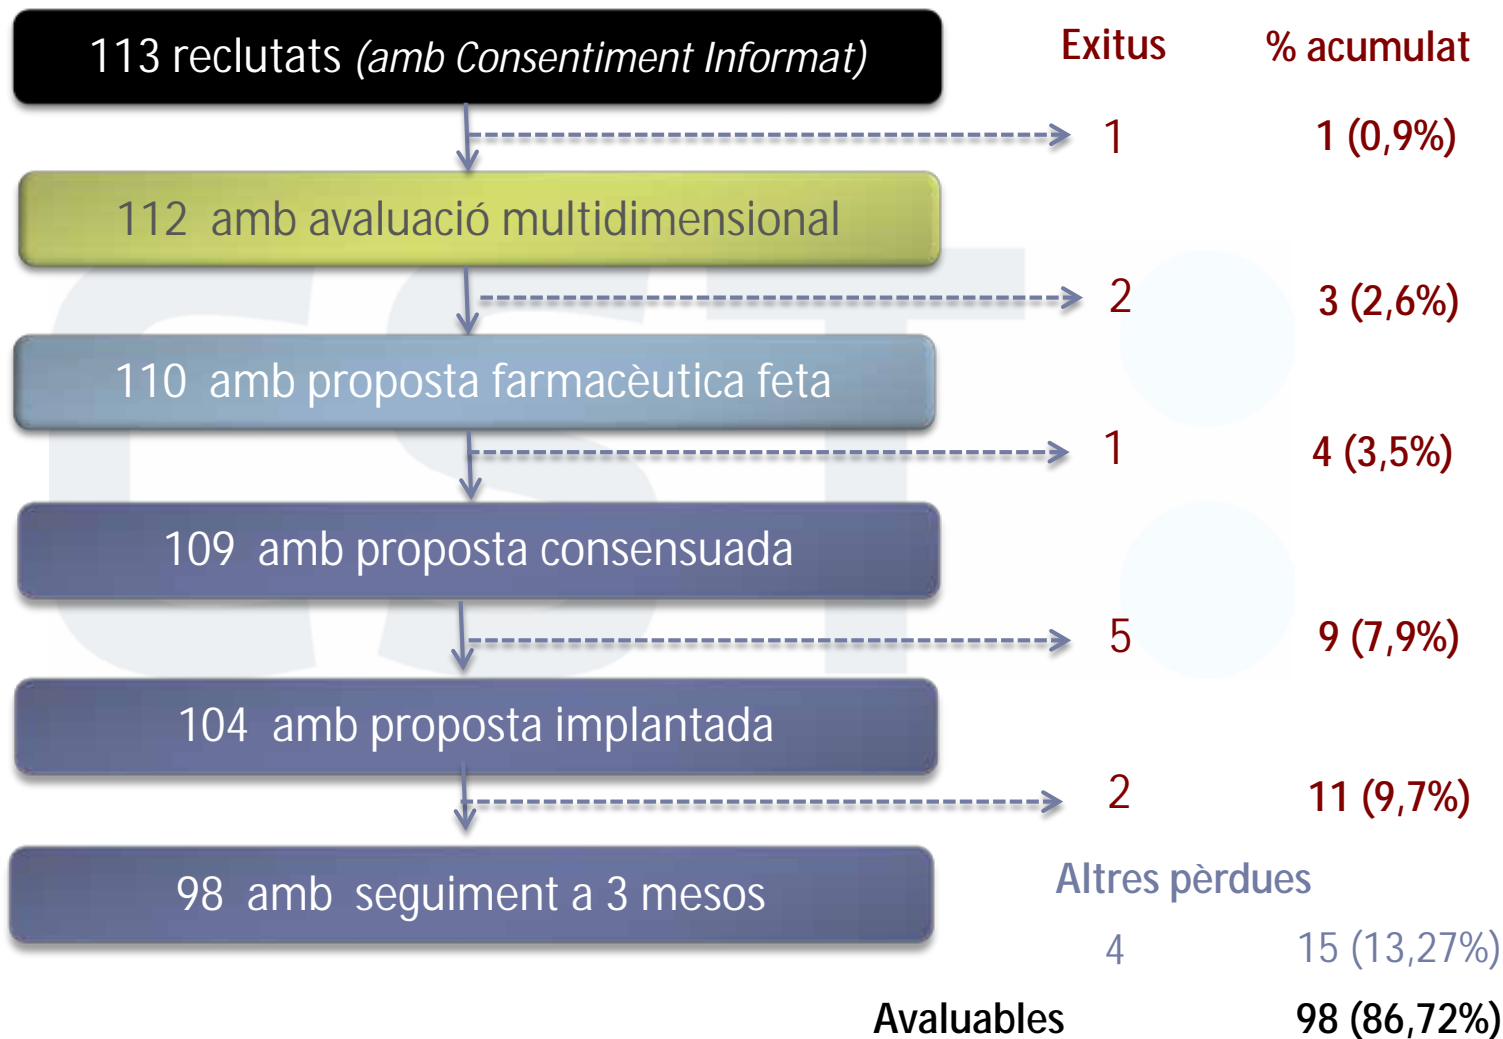 113 reclutats (amb Consentiment Informat)
Exitus % acumulat
1 1 (0,9%)
112 amb avaluació multidimensional
2 3 (2,6%)
110 amb proposta farmacèutica feta
1 4 (3,5%)
109 amb proposta consensuada
5 9 (7,9%)
104 amb proposta implantada
2 11 (9,7%)
98 amb seguiment a 3 mesos
Altres pèrdues
4 15 (13,27%)
Avaluables 98 (86,72%)
CST